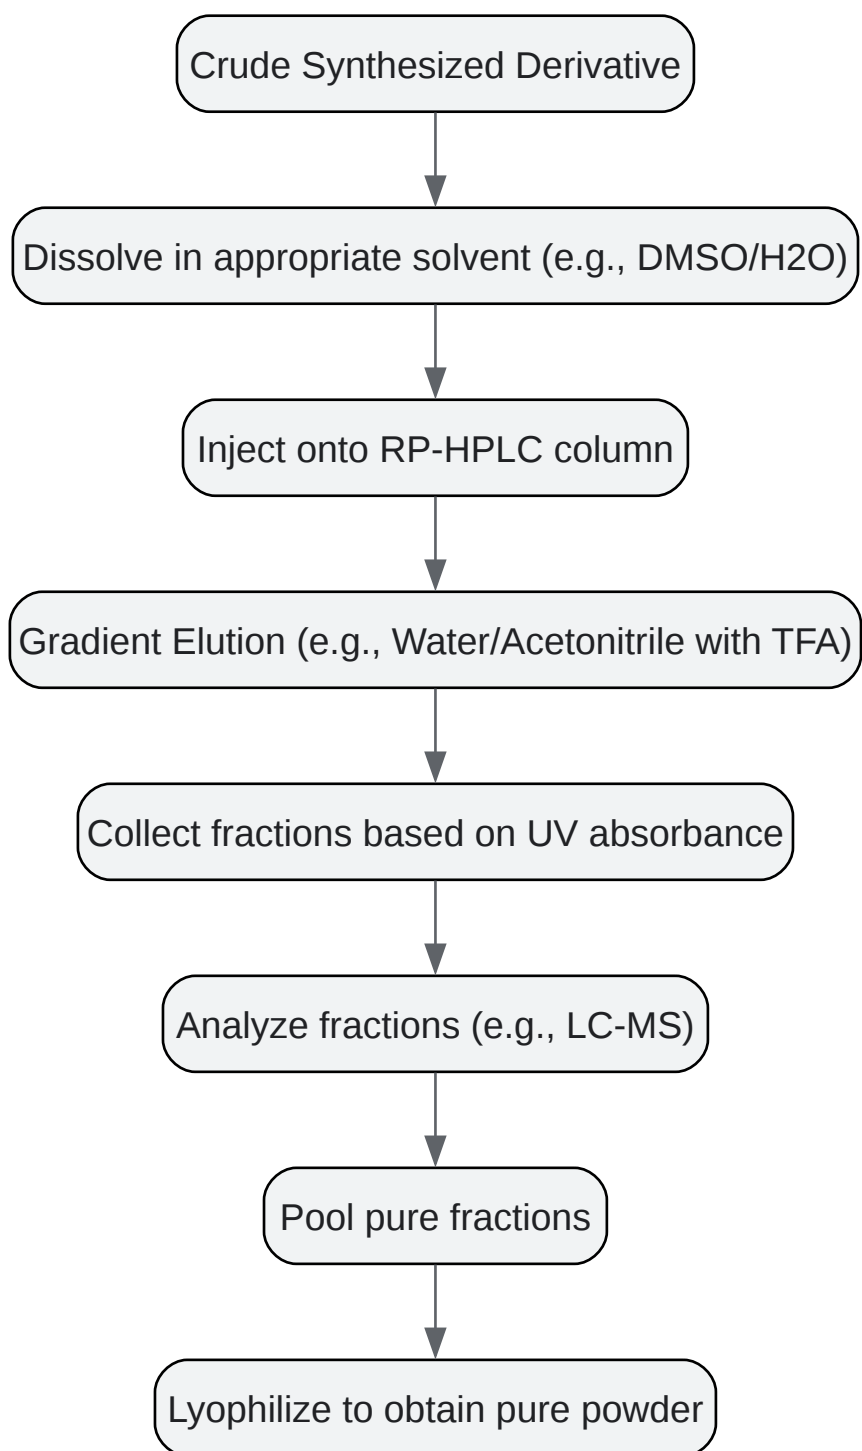 Crude Synthesized Derivative
Dissolve in appropriate solvent (e.g., DMSO/H2O)
Inject onto RP-HPLC column
Gradient Elution (e.g., Water/Acetonitrile with TFA)
Collect fractions based on UV absorbance
Analyze fractions (e.g., LC-MS)
Pool pure fractions
Lyophilize to obtain pure powder